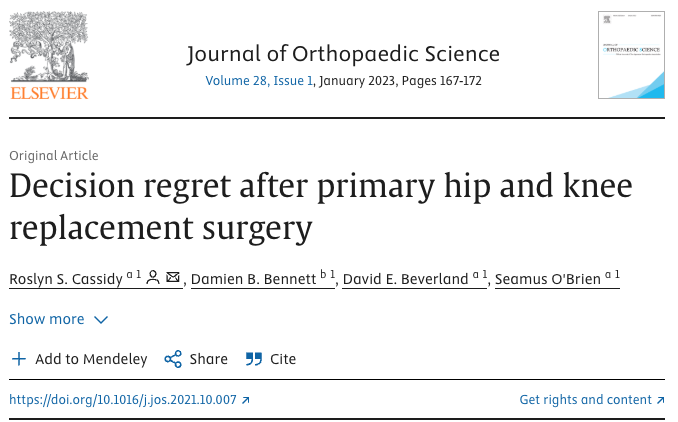 ELSEVIER
Journal of Orthopaedic Science
Volume 28, Issue 1, January 2023, Pages 167-172
Original Article
Decision regret after primary hip and knee
replacement surgery
Roslyn S. Cassidy a 1, Damien B. Bennett b 1, David E. Beverland a 1, Seamus O'Brien a 1
Show more
Add to Mendeley Share Cite
https://doi.org/10.1016/j.jos.2021.10.007 Get rights and content